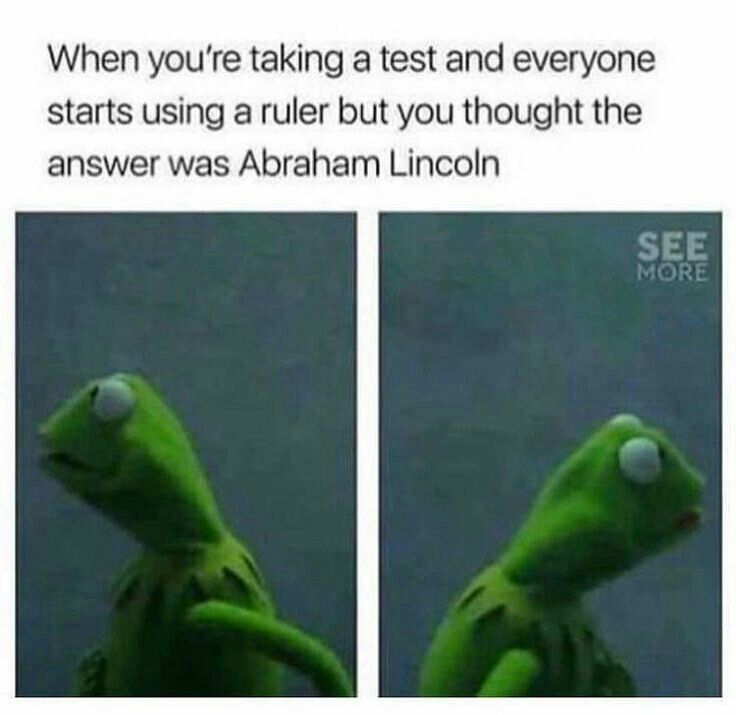 When you're taking a test and everyone
starts using a ruler but you thought the
answer was Abraham Lincoln
SEE
MORE